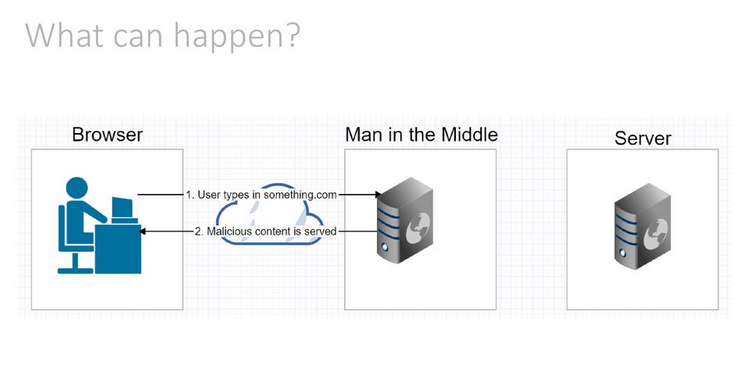 What can happen?
Browser
Man in the Middle
Server
1. User types in something.com
2. Malicious content is served